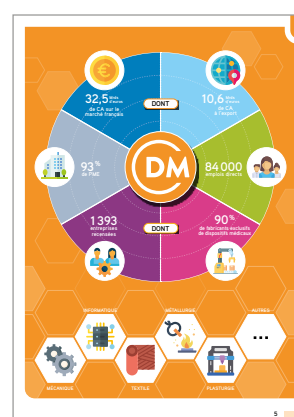 32,5 Mds d'euros
de CA sur le
marché français
DONT
10,6 Mds d'euros
de CA
à l'export
93%
de PME
DM
84 000
emplois directs
1 393
entreprises
recensées
DONT
90%
de fabricants exclusifs
de dispositifs médicaux
INFORMATIQUE
MÉTALLURGIE
AUTRES
...
MÉCANIQUE
TEXTILE
PLASTURGIE
5